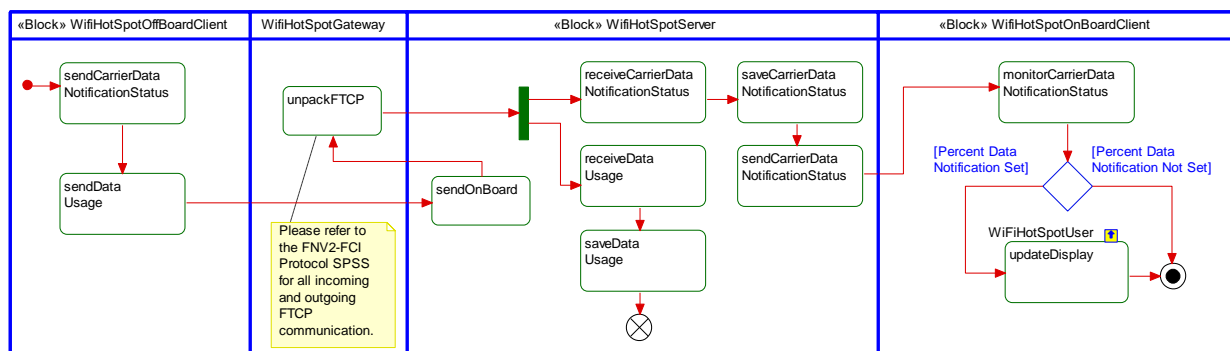 «Block» WifiHotSpotOffBoardClient
WifiHotSpotGateway
«Block» WifiHotSpotServer
«Block» WifiHotSpotOnBoardClient
sendCarrierData
NotificationStatus
sendData
Usage
unpackFTCP
Please refer to
the FNV2-FCI
Protocol SPSS
for all incoming
and outgoing
FTCP
communication.
sendOnBoard
receiveCarrierData
NotificationStatus
saveCarrierData
NotificationStatus
receiveData
Usage
sendCarrierData
NotificationStatus
saveData
Usage
monitorCarrierData
NotificationStatus
[Percent Data
Notification Set]
[Percent Data
Notification Not Set]
WiFiHotSpotUser
updateDisplay